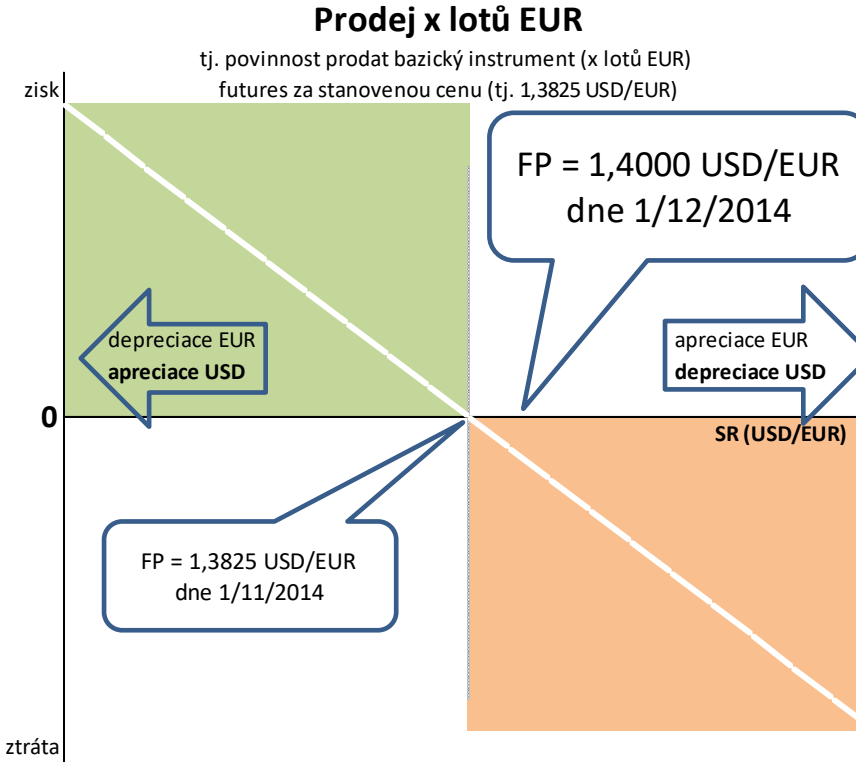 Prodej x lotů EUR
tj. povinnost prodat bazický instrument (x lotů EUR)
futures za stanovenou cenu (tj. 1,3825 USD/EUR)
zisk
FP = 1,4000 USD/EUR
dne 1/12/2014
depreciace EUR
apreciace USD
apreciace EUR
depreciace USD
0
SR (USD/EUR)
FP = 1,3825 USD/EUR
dne 1/11/2014
ztráta